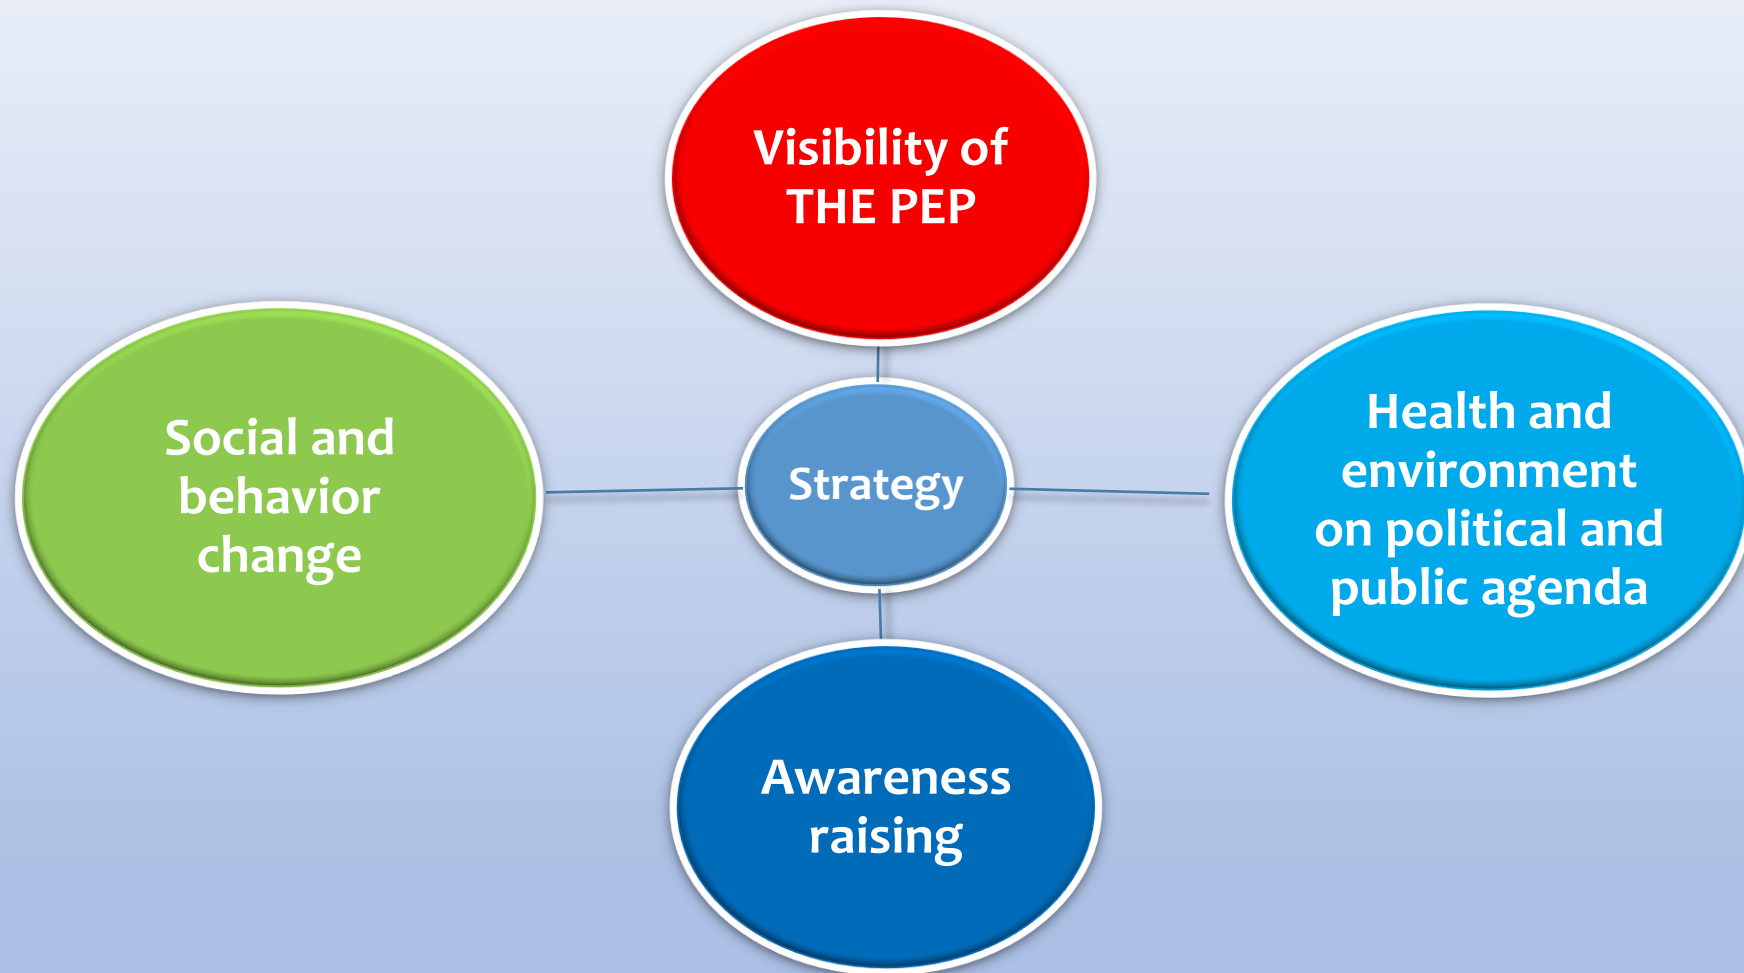 Visibility of
THE PEP
Social and
behavior
change
Strategy
Health and
environment
on political and
public agenda
Awareness
raising